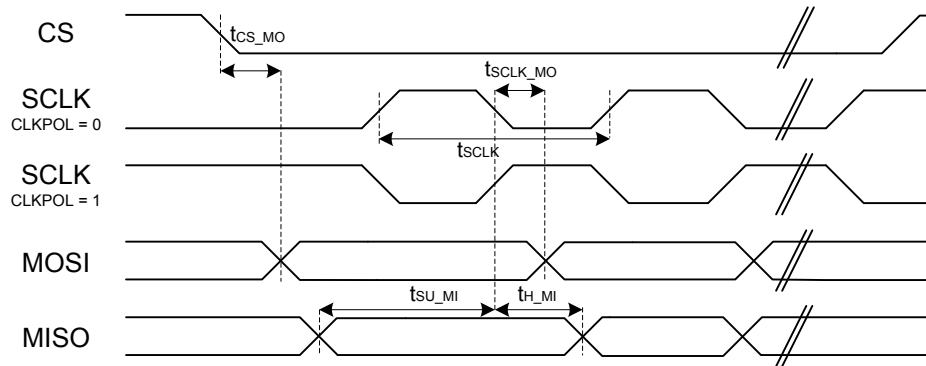 CS
tCS_MO
tSCLK_MO
SCLK
CLKPOL = 0
tSCLK
SCLK
CLKPOL = 1
MOSI
tSU_MI
tH_MI
MISO